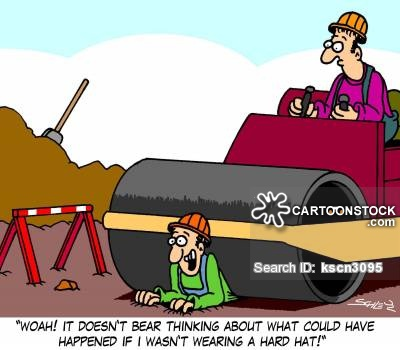 CARTOONSTOCK
.com
Search ID: kscn3095
"WOAH! IT DOESN'T BEAR THINKING ABOUT WHAT COULD HAVE
HAPPENED IF I WASN'T WEARING A HARD HAT!"